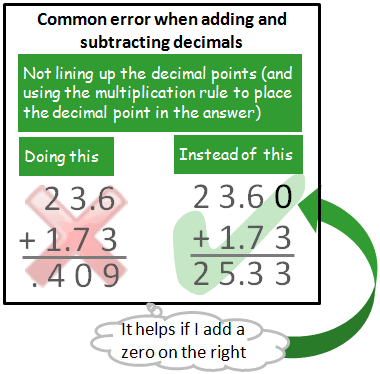 Common error when adding and
subtracting decimals
Not lining up the decimal points (and
using the multiplication rule to place
the decimal point in the answer)
Doing this
2 3.6
+ 1.7 3
. 4 0 9
Instead of this
2 3.6 0
+ 1.7 3
2 5.3 3
It helps if I add a
zero on the right